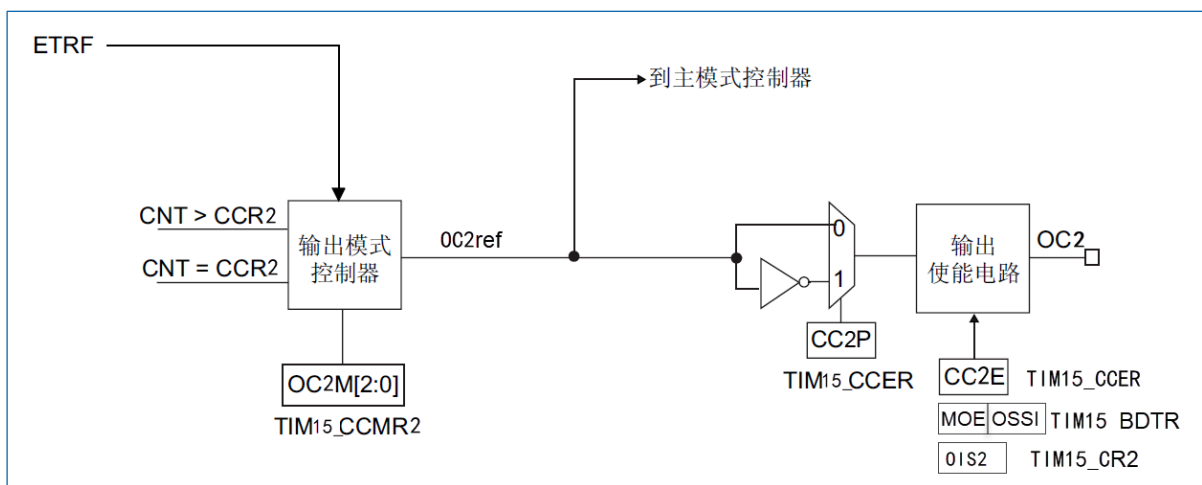 ETRF
到主模式控制器
CNT > CCR2
CNT = CCR2
输出模式
控制器
OC2ref
0
1
输出
使能电路
OC2
CC2P
TIM15_CCER
OC2M[2:0]
TIM15_CCMR2
CC2E TIM15_CCER
MOE OSSI TIM15 BDTR
OIS2 TIM15_CR2